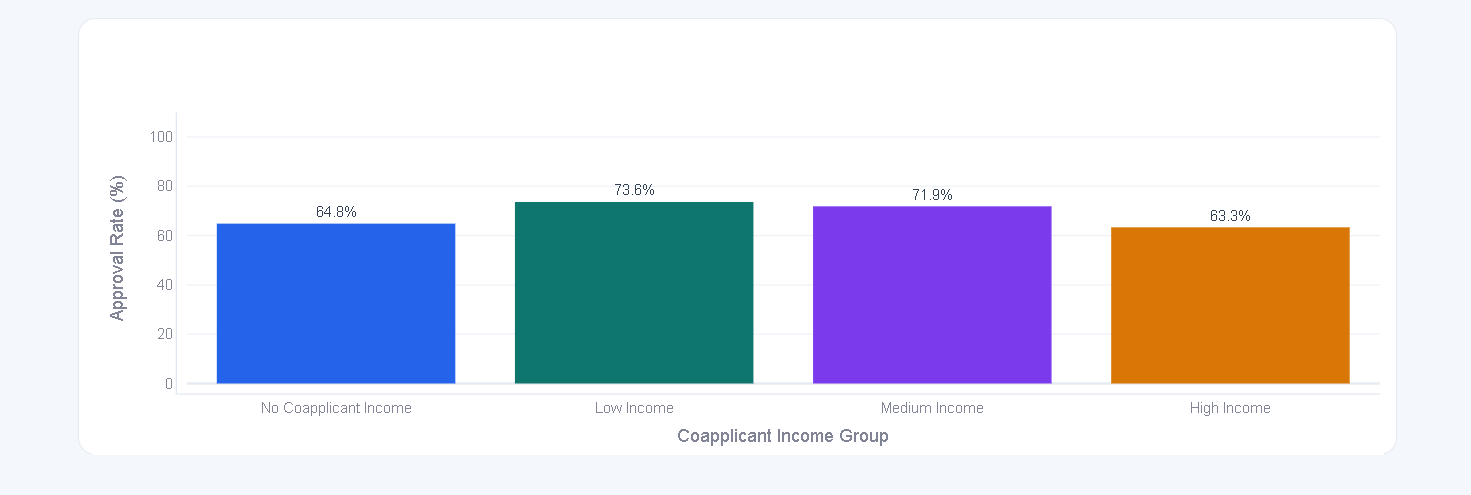 Approval Rate (%)
100
80
60
40
20
0
64.8%
73.6%
71.9%
63.3%
No Coapplicant Income
Low Income
Medium Income
High Income
Coapplicant Income Group